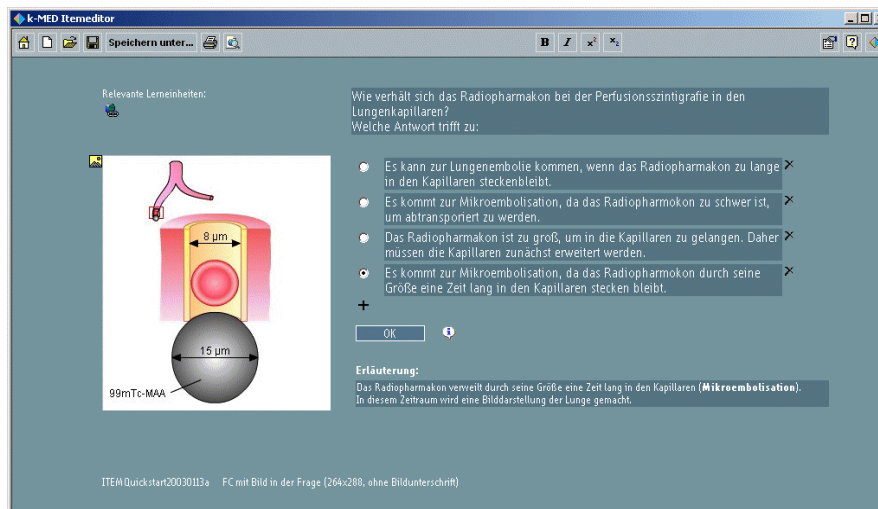 k-MED Itemeditor
Speichern unter... B I x² x₂
Relevante Lerneinheiten:
Wie verhält sich das Radiopharmakon bei der Perfusionsszintigrafie in den
Lungenkapillaren?
Welche Antwort trifft zu:
Es kann zur Lungenembolie kommen, wenn das Radiopharmakon zu lange
in den Kapillaren steckenbleibt.
Es kommt zur Mikroembolisation, da das Radiopharmokon zu schwer ist,
um abtransporiert zu werden.
Das Radiopharmakon ist zu groß, um in die Kapillaren zu gelangen. Daher
müssen die Kapillaren zunächst erweitert werden.
Es kommt zur Mikroembolisation, da das Radiopharmokon durch seine
Größe eine Zeit lang in den Kapillaren stecken bleibt.
8 µm
15 µm
99mTc-MAA
OK
Erläuterung:
Das Radiopharmakon verweilt durch seine Größe eine Zeit lang in den Kapillaren (Mikroembolisation).
In diesem Zeitraum wird eine Bilddarstellung der Lunge gemacht.
ITEMQuickstart20030113a FC mit Bild in der Frage (264x288, ohne Bildunterschrift)